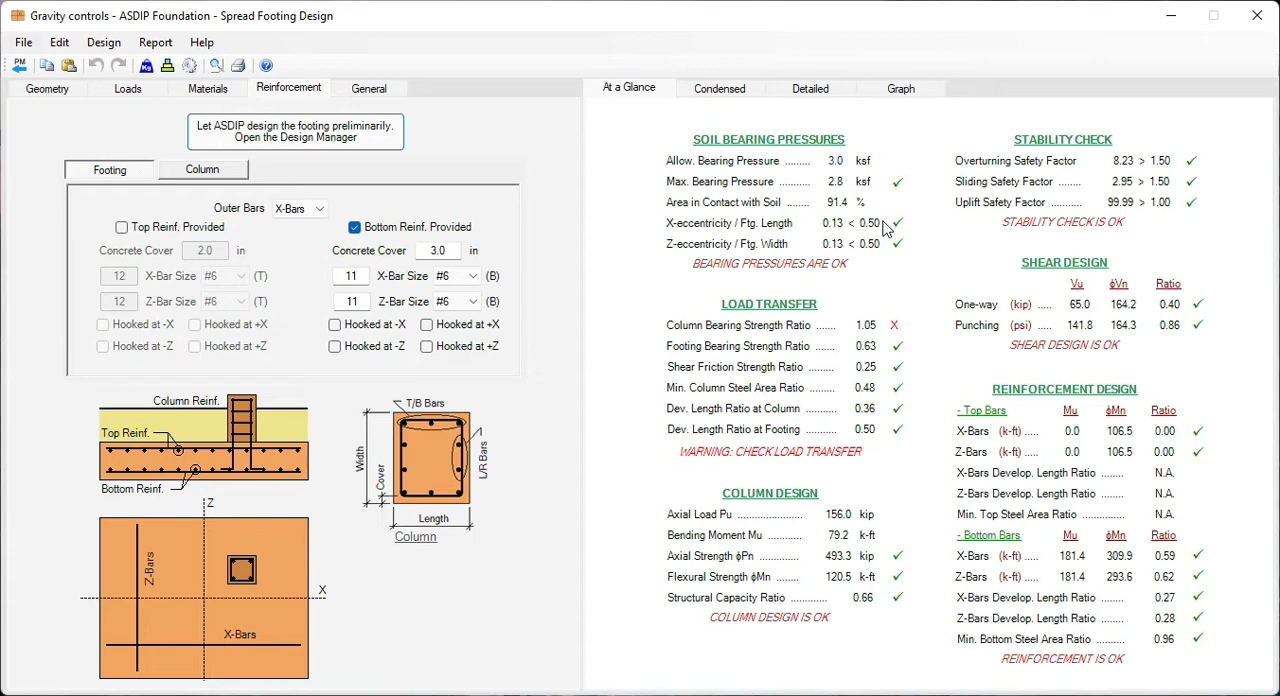 Gravity controls - ASDIP Foundation - Spread Footing Design
File Edit Design Report Help
PM
Kg
Geometry Loads Materials Reinforcement General
Let ASDIP design the footing preliminarily.
Open the Design Manager
Footing Column
Outer Bars X-Bars
Top Reinf. Provided
Concrete Cover 2.0 in
12 X-Bar Size #6 (T)
12 Z-Bar Size #6 (T)
Hooked at -X Hooked at +X
Hooked at -Z Hooked at +Z
Bottom Reinf. Provided
Concrete Cover 3.0 in
11 X-Bar Size #6 (B)
11 Z-Bar Size #6 (B)
Hooked at -X Hooked at +X
Hooked at -Z Hooked at +Z
Column Reinf.
Top Reinf.
Bottom Reinf.
T/B Bars
Width
Cover
L/R Bars
Length
Column
Z
X
Z-Bars
X-Bars
At a Glance Condensed Detailed Graph
SOIL BEARING PRESSURES
Allow. Bearing Pressure ........ 3.0 ksf
Max. Bearing Pressure ........... 2.8 ksf
Area in Contact with Soil ....... 91.4 %
X-eccentricity / Ftg. Length 0.13 < 0.50
Z-eccentricity / Ftg. Width 0.13 < 0.50
BEARING PRESSURES ARE OK
LOAD TRANSFER
Column Bearing Strength Ratio ....... 1.05 X
Footing Bearing Strength Ratio ....... 0.63
Shear Friction Strength Ratio ......... 0.25
Min. Column Steel Area Ratio ........ 0.48
Dev. Length Ratio at Column ......... 0.36
Dev. Length Ratio at Footing ......... 0.50
WARNING: CHECK LOAD TRANSFER
COLUMN DESIGN
Axial Load Pu ........................ 156.0 kip
Bending Moment Mu ............. 79.2 k-ft
Axial Strength ϕPn ................ 493.3 kip
Flexural Strength ϕMn ........ 120.5 k-ft
Structural Capacity Ratio ............. 0.66
COLUMN DESIGN IS OK
STABILITY CHECK
Overturning Safety Factor 8.23 > 1.50
Sliding Safety Factor ........ 2.95 > 1.50
Uplift Safety Factor .......... 99.99 > 1.00
STABILITY CHECK IS OK
SHEAR DESIGN
Vu ϕVn Ratio
One-way (kip) ..... 65.0 164.2 0.40
Punching (psi) ..... 141.8 164.3 0.86
SHEAR DESIGN IS OK
REINFORCEMENT DESIGN
- Top Bars Mu ϕMn Ratio
X-Bars (k-ft) ..... 0.0 106.5 0.00
Z-Bars (k-ft) ..... 0.0 106.5 0.00
X-Bars Develop. Length Ratio ........ N.A.
Z-Bars Develop. Length Ratio ........ N.A.
Min. Top Steel Area Ratio .............. N.A.
- Bottom Bars Mu ϕMn Ratio
X-Bars (k-ft) ..... 181.4 309.9 0.59
Z-Bars (k-ft) ..... 181.4 293.6 0.62
X-Bars Develop. Length Ratio ........ 0.27
Z-Bars Develop. Length Ratio ........ 0.28
Min. Bottom Steel Area Ratio ......... 0.96
REINFORCEMENT IS OK